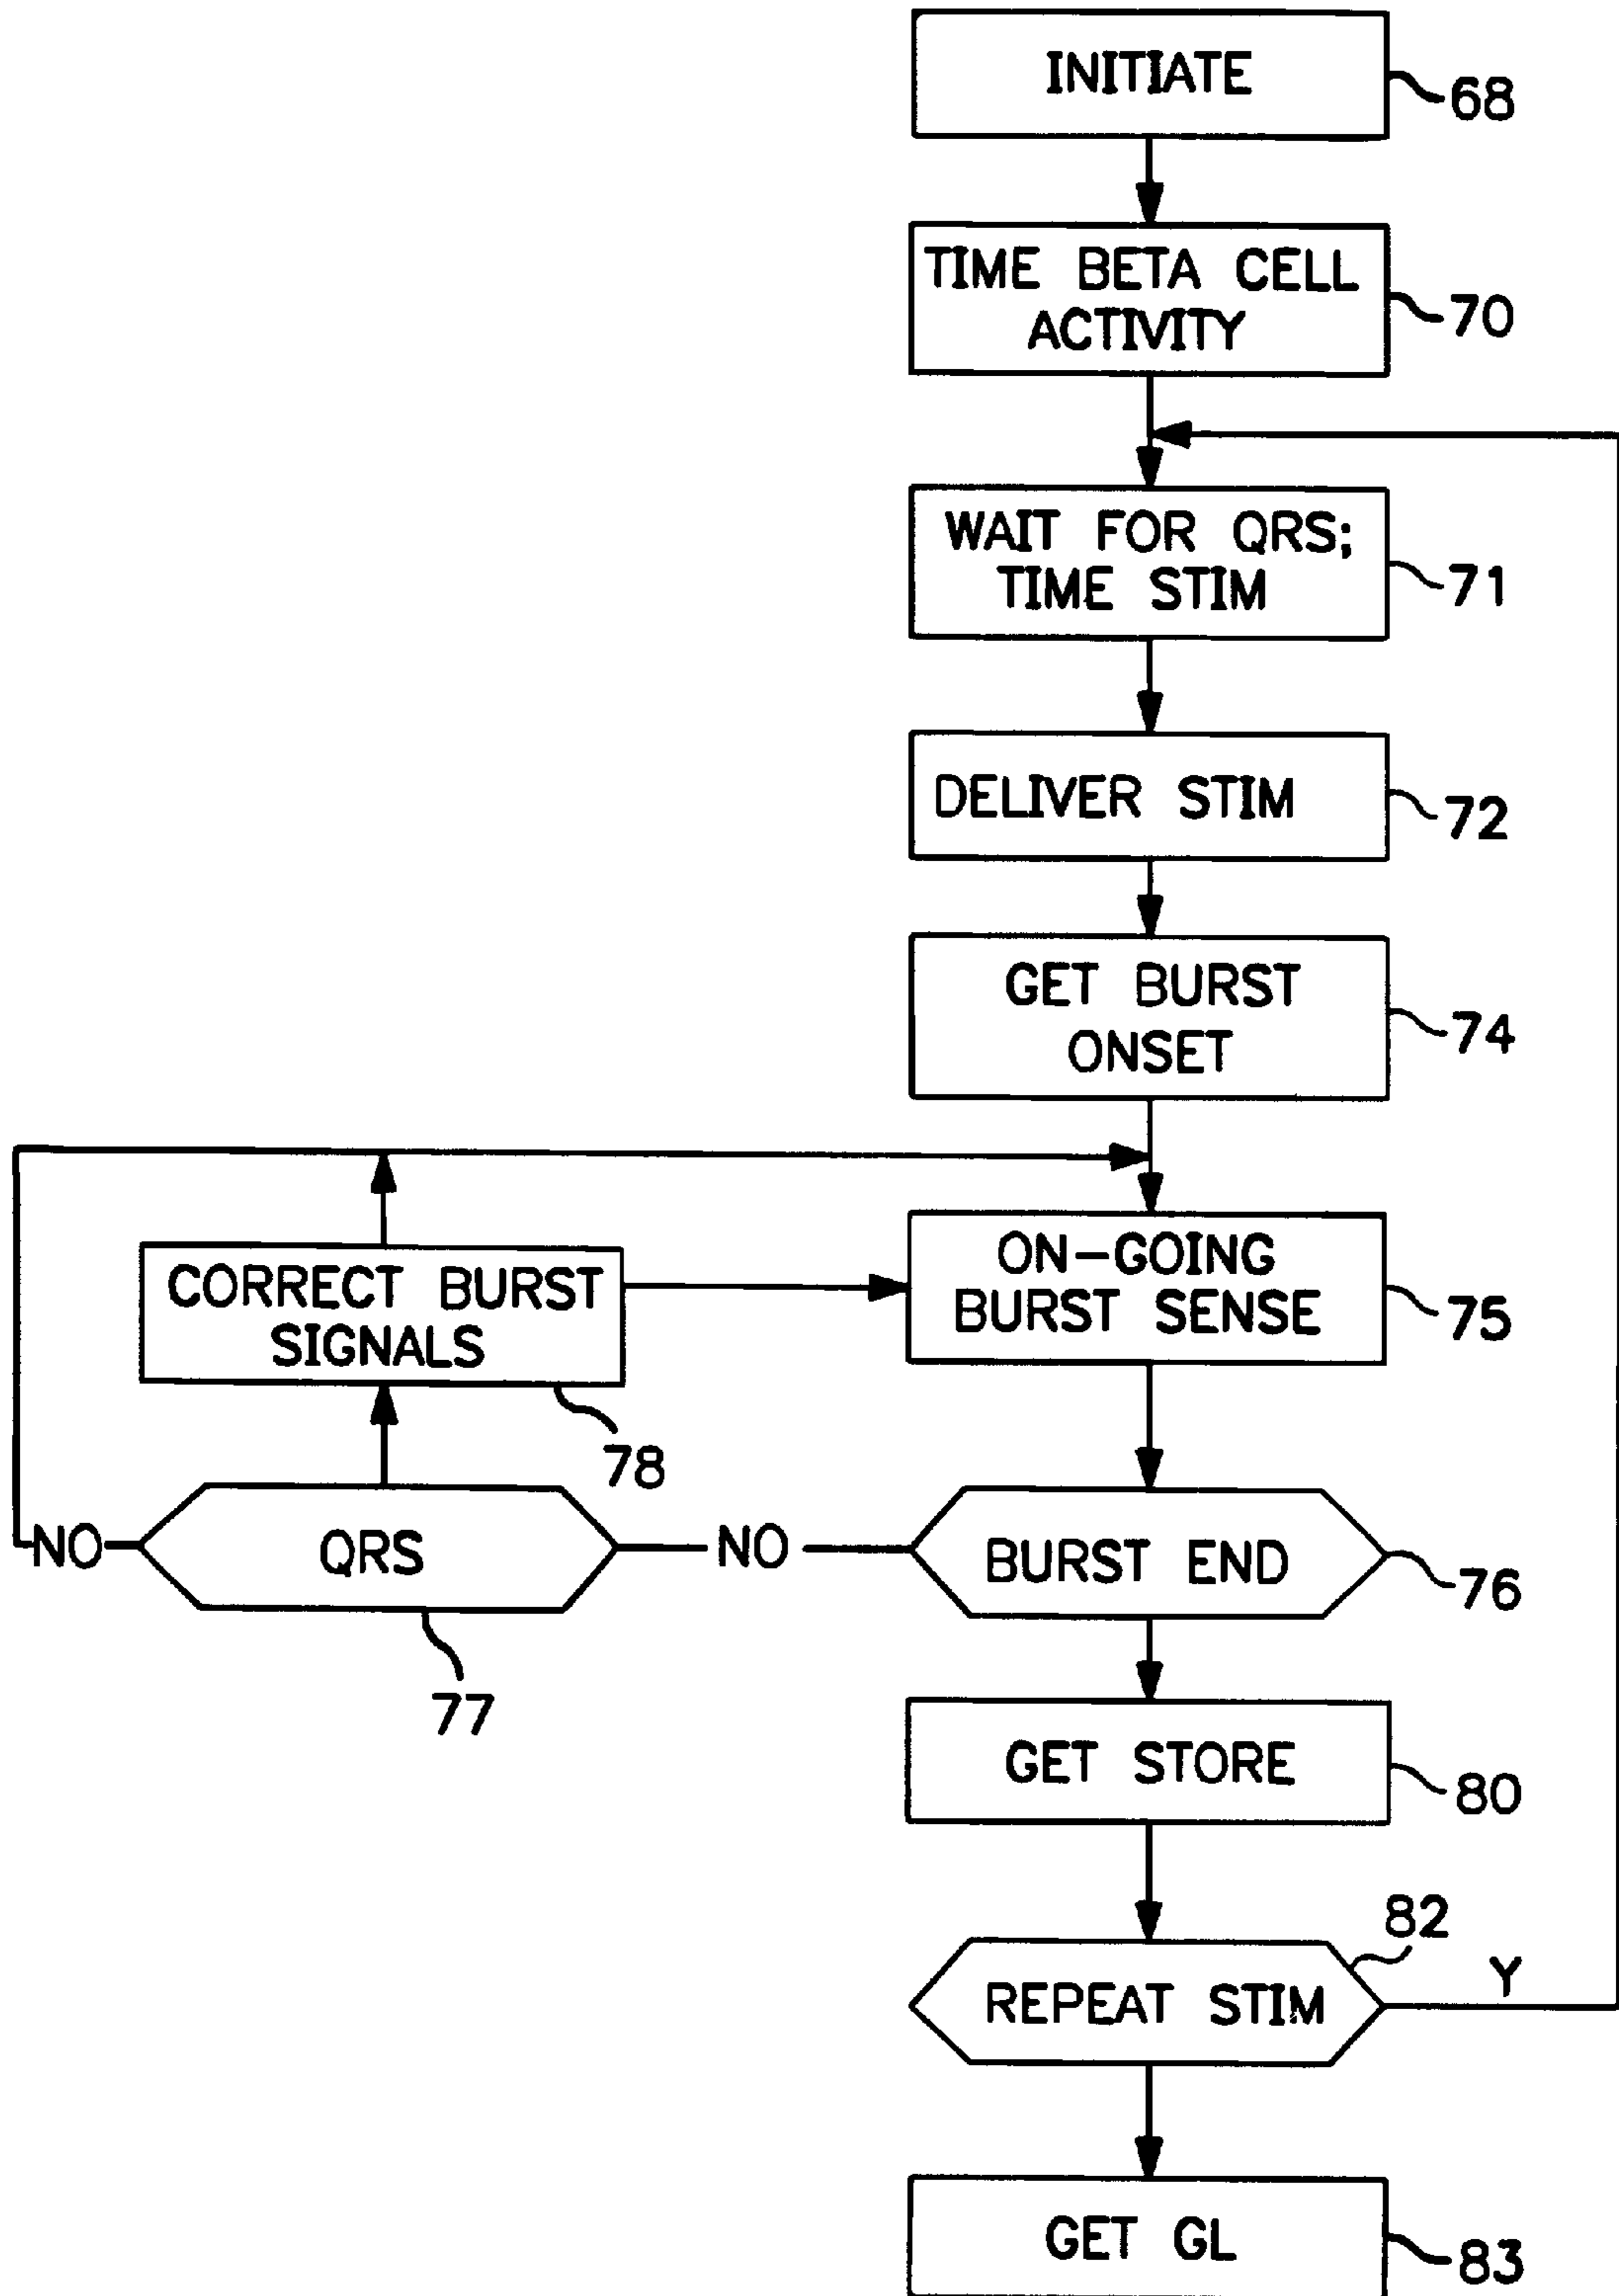 INITIATE
68
TIME BETA CELL
ACTIVITY
70
WAIT FOR QRS;
TIME STIM
71
DELIVER STIM
72
GET BURST
ONSET
74
ON-GOING
BURST SENSE
75
CORRECT BURST
SIGNALS
78
NO
QRS
77
NO
BURST END
76
GET STORE
80
REPEAT STIM
82
Y
GET GL
83